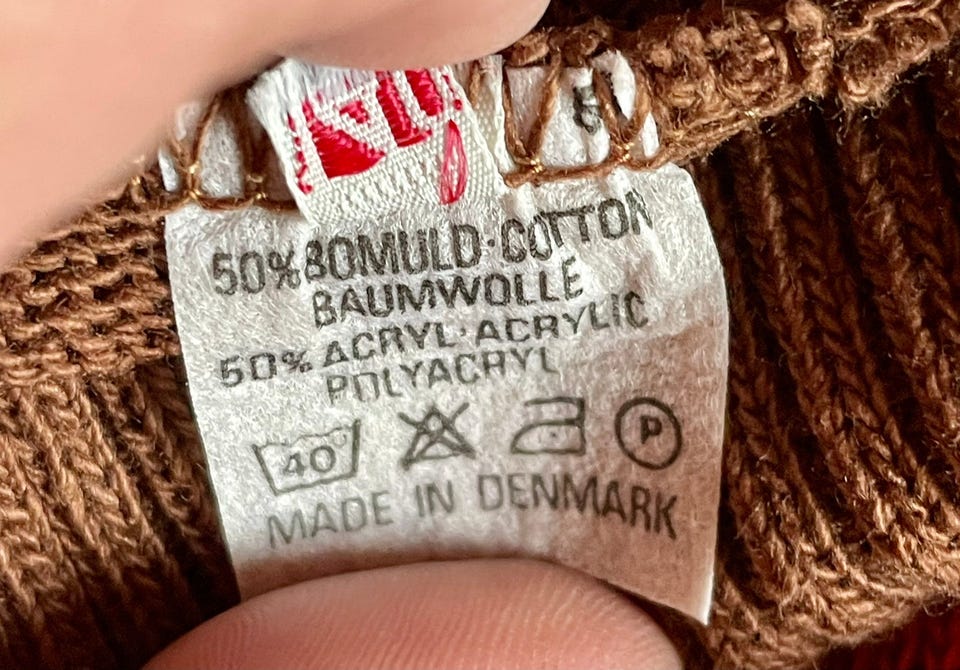 50% BOMULD·COTTON
BAUMWOLLE
50% ACRYL·ACRYLIC
POLYACRYL
40°
P
MADE IN DENMARK